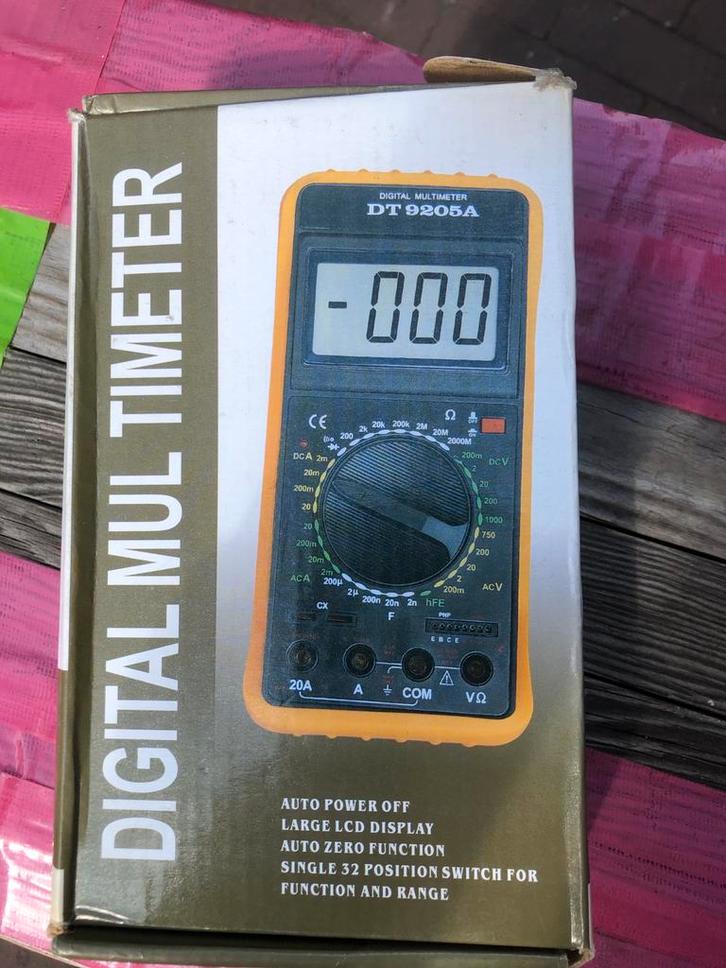 DIGITAL MUL TIMETER
DIGITAL MULTIMETER
DT 9205A
- 000
CE
Ω
OFF
ON
200 2k 20k 200k 2M 20M 2000M
DCA 2m
20m
200m
20
20
200m
20m
2m
ACA
200m DCV
2
20
200
1000
750
200
20
2
200m
ACV
200µ 2µ 200n 20n 2n
hFE
CX
F
PNP
E B C E
20A
A
COM
VΩ
AUTO POWER OFF
LARGE LCD DISPLAY
AUTO ZERO FUNCTION
SINGLE 32 POSITION SWITCH FOR
FUNCTION AND RANGE